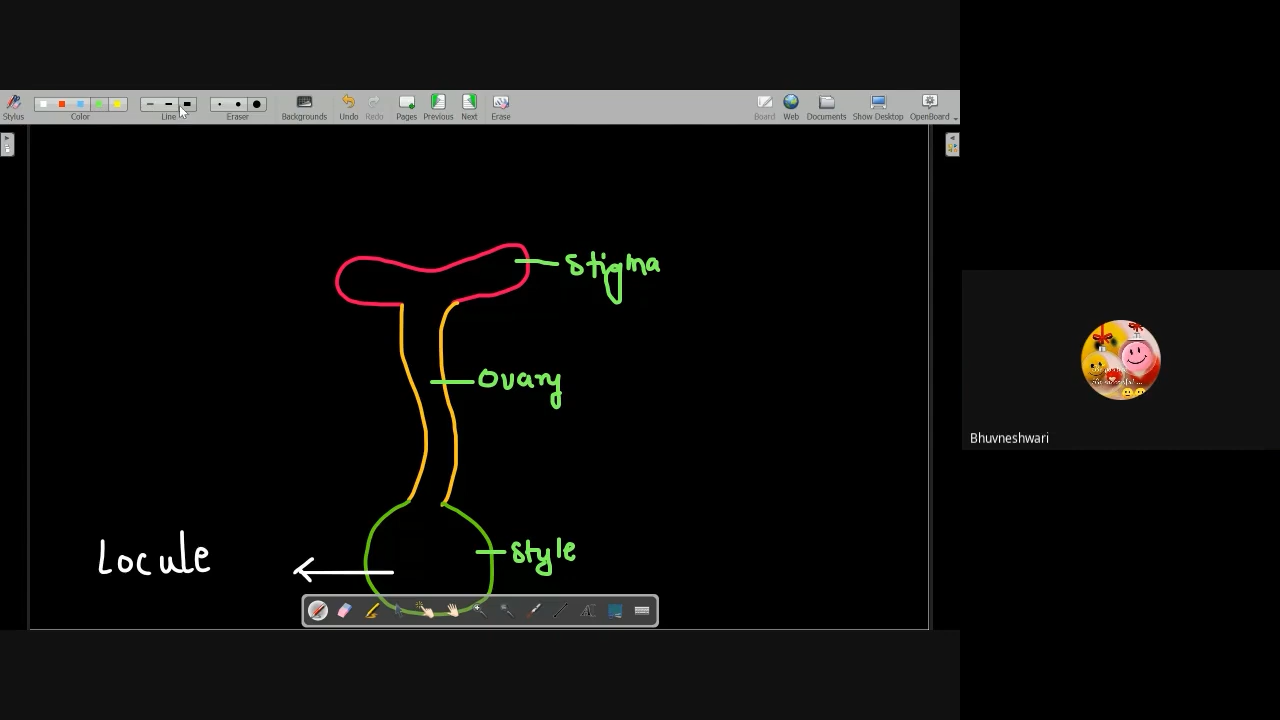 Stylus
Color
Line
Eraser
Backgrounds
Undo
Redo
Pages
Previous
Next
Erase
Board
Web
Documents
Show Desktop
OpenBoard
Stigma
Ovary
Style
Locule
Bhuvneshwari